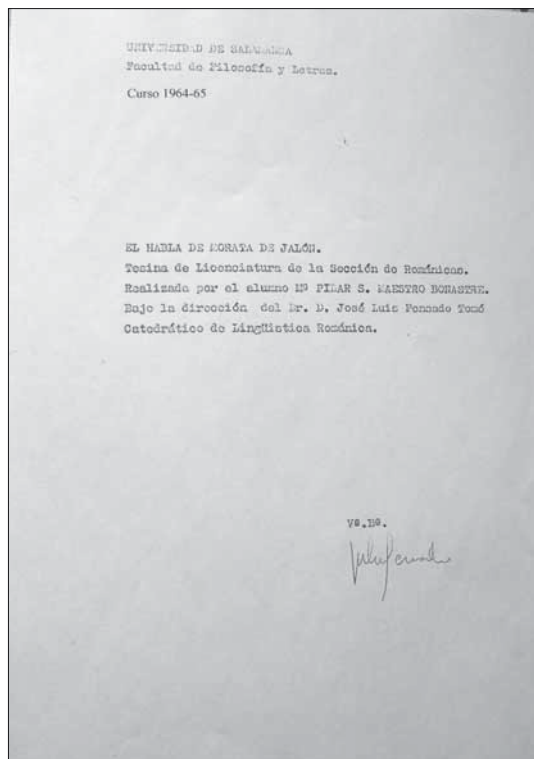 UNIVERSIDAD DE SALAMANCA
Facultad de Filosofía y Letras.
Curso 1964-65
EL HABLA DE MORATA DE JALÓN.
Tesina de Licenciatura de la Sección de Románicas.
Realizada por el alumno Mª PILAR S. MAESTRO BONASTRE.
Bajo la dirección del Dr. D. José Luis Pensado Tomé
Catedrático de Lingüística Románica.
Vº.Bº.